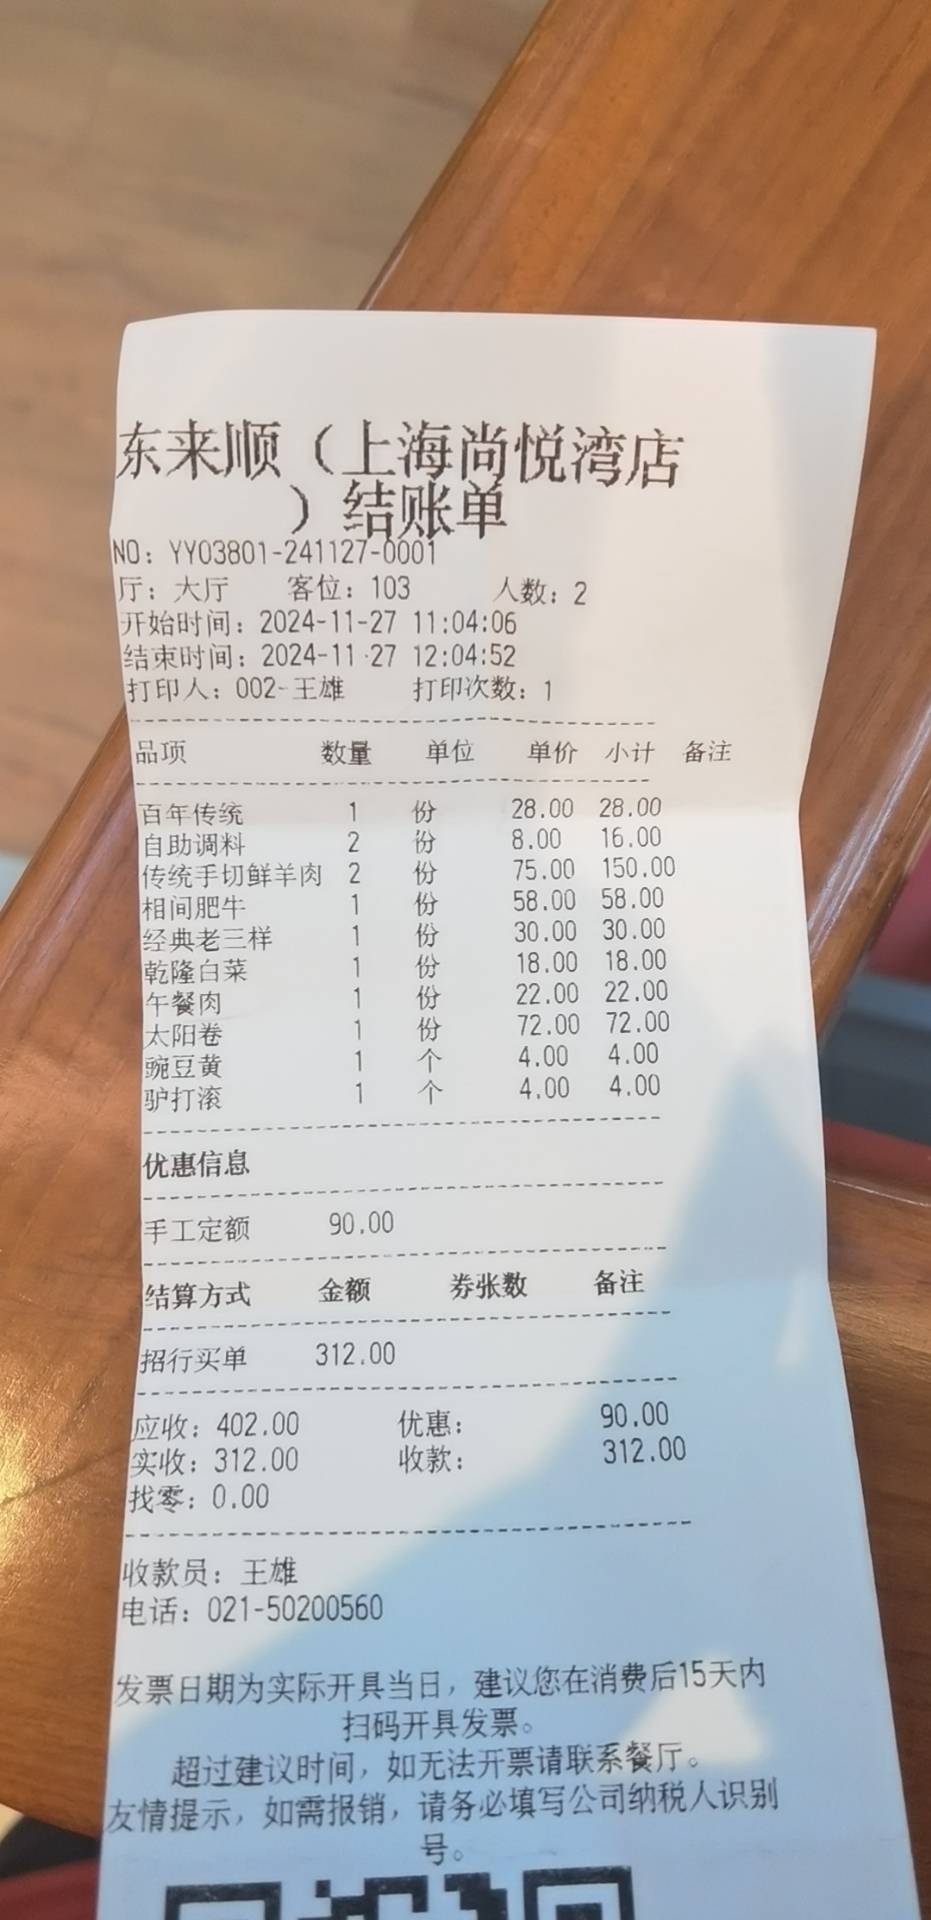 东来顺（上海尚悦湾店
）结账单
NO: YY03801-241127-0001
厅: 大厅 客位: 103 人数: 2
开始时间: 2024-11-27 11:04:06
结束时间: 2024-11-27 12:04:52
打印人: 002-王雄 打印次数: 1
品项 数量 单位 单价 小计 备注
百年传统 1 份 28.00 28.00
自助调料 2 份 8.00 16.00
传统手切鲜羊肉 2 份 75.00 150.00
相间肥牛 1 份 58.00 58.00
经典老三样 1 份 30.00 30.00
乾隆白菜 1 份 18.00 18.00
午餐肉 1 份 22.00 22.00
太阳卷 1 份 72.00 72.00
豌豆黄 1 个 4.00 4.00
驴打滚 1 个 4.00 4.00
优惠信息
手工定额 90.00
结算方式 金额 券张数 备注
招行买单 312.00
应收: 402.00 优惠: 90.00
实收: 312.00 收款: 312.00
找零: 0.00
收款员: 王雄
电话: 021-50200560
发票日期为实际开具当日，建议您在消费后15天内
扫码开具发票。
超过建议时间，如无法开票请联系餐厅。
友情提示，如需报销，请务必填写公司纳税人识别
号。